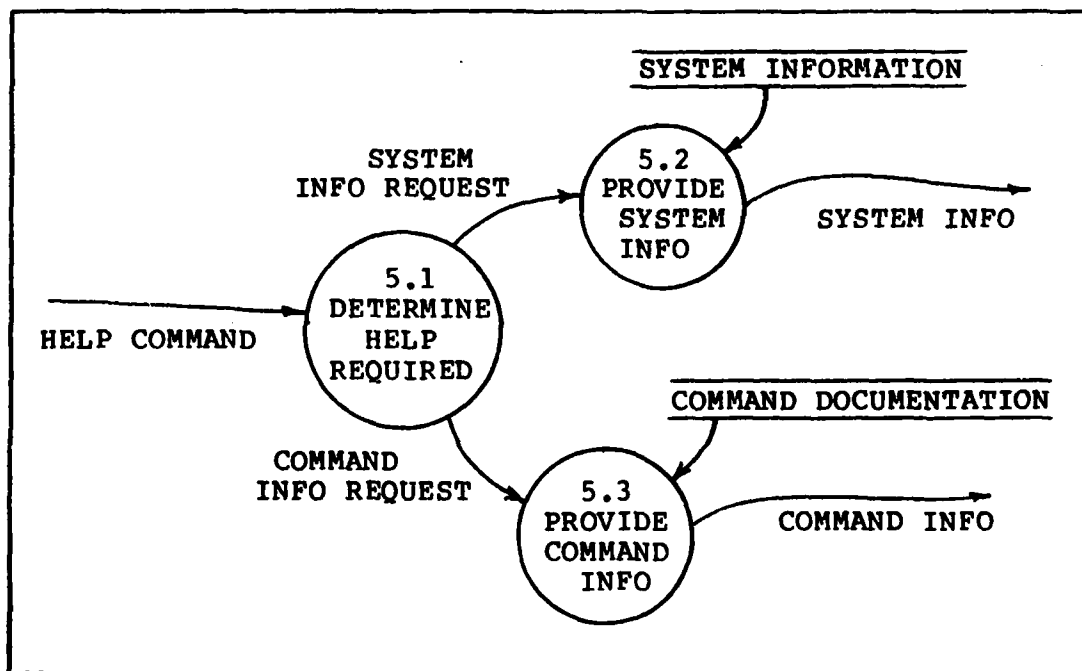 SYSTEM INFORMATION
SYSTEM
INFO REQUEST
5.2
PROVIDE
SYSTEM
INFO
SYSTEM INFO
5.1
DETERMINE
HELP
REQUIRED
HELP COMMAND
COMMAND DOCUMENTATION
COMMAND
INFO REQUEST
5.3
PROVIDE
COMMAND
INFO
COMMAND INFO